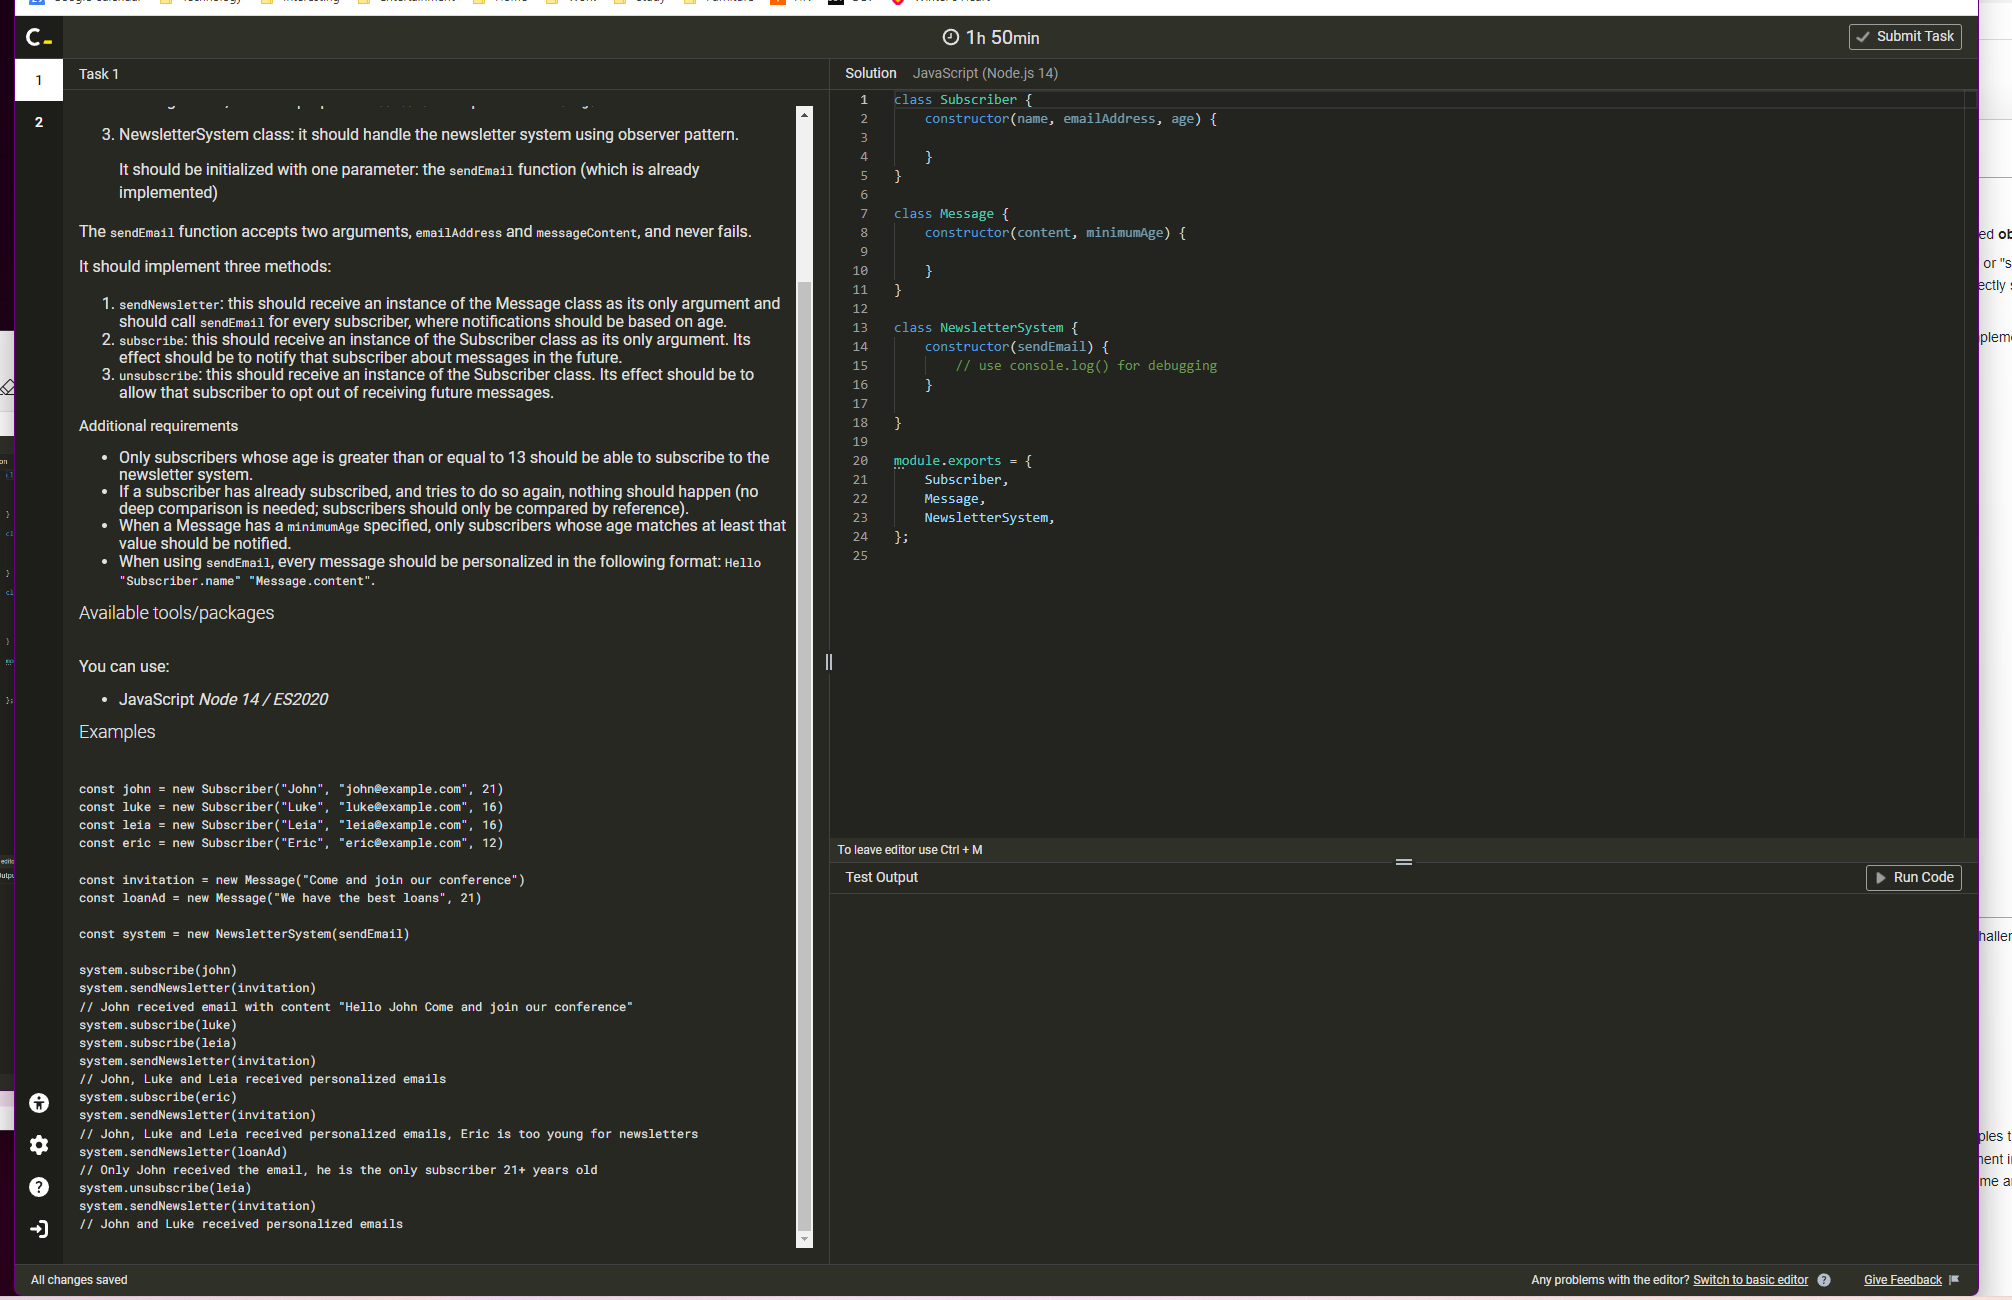 1h 50min
Submit Task
1
2
Task 1
3. NewsletterSystem class: it should handle the newsletter system using observer pattern.
It should be initialized with one parameter: the sendEmail function (which is already
implemented)
The sendEmail function accepts two arguments, emailAddress and messageContent, and never fails.
It should implement three methods:
1. sendNewsletter: this should receive an instance of the Message class as its only argument and
should call sendEmail for every subscriber, where notifications should be based on age.
2. subscribe: this should receive an instance of the Subscriber class as its only argument. Its
effect should be to notify that subscriber about messages in the future.
3. unsubscribe: this should receive an instance of the Subscriber class. Its effect should be to
allow that subscriber to opt out of receiving future messages.
Additional requirements
• Only subscribers whose age is greater than or equal to 13 should be able to subscribe to the
newsletter system.
• If a subscriber has already subscribed, and tries to do so again, nothing should happen (no
deep comparison is needed; subscribers should only be compared by reference).
• When a Message has a minimumAge specified, only subscribers whose age matches at least that
value should be notified.
• When using sendEmail, every message should be personalized in the following format: Hello
"Subscriber.name" "Message.content".
Available tools/packages
You can use:
• JavaScript Node 14 / ES2020
Examples
const john = new Subscriber("John", "john@example.com", 21)
const luke = new Subscriber("Luke", "luke@example.com", 16)
const leia = new Subscriber("Leia", "leia@example.com", 16)
const eric = new Subscriber("Eric", "eric@example.com", 12)
const invitation = new Message("Come and join our conference")
const loanAd = new Message("We have the best loans", 21)
const system = new NewsletterSystem(sendEmail)
system.subscribe(john)
system.sendNewsletter(invitation)
// John received email with content "Hello John Come and join our conference"
system.subscribe(luke)
system.subscribe(leia)
system.sendNewsletter(invitation)
// John, Luke and Leia received personalized emails
system.subscribe(eric)
system.sendNewsletter(invitation)
// John, Luke and Leia received personalized emails, Eric is too young for newsletters
system.sendNewsletter(loanAd)
// Only John received the email, he is the only subscriber 21+ years old
system.unsubscribe(leia)
system.sendNewsletter(invitation)
// John and Luke received personalized emails
Solution JavaScript (Node.js 14)
1 class Subscriber {
2 constructor(name, emailAddress, age) {
3
4 }
5 }
6
7 class Message {
8 constructor(content, minimumAge) {
9
10 }
11 }
12
13 class NewsletterSystem {
14 constructor(sendEmail) {
15 // use console.log() for debugging
16 }
17
18 }
19
20 module.exports = {
21 Subscriber,
22 Message,
23 NewsletterSystem,
24 };
25
To leave editor use Ctrl + M
Test Output
Run Code
All changes saved
Any problems with the editor? Switch to basic editor
Give Feedback